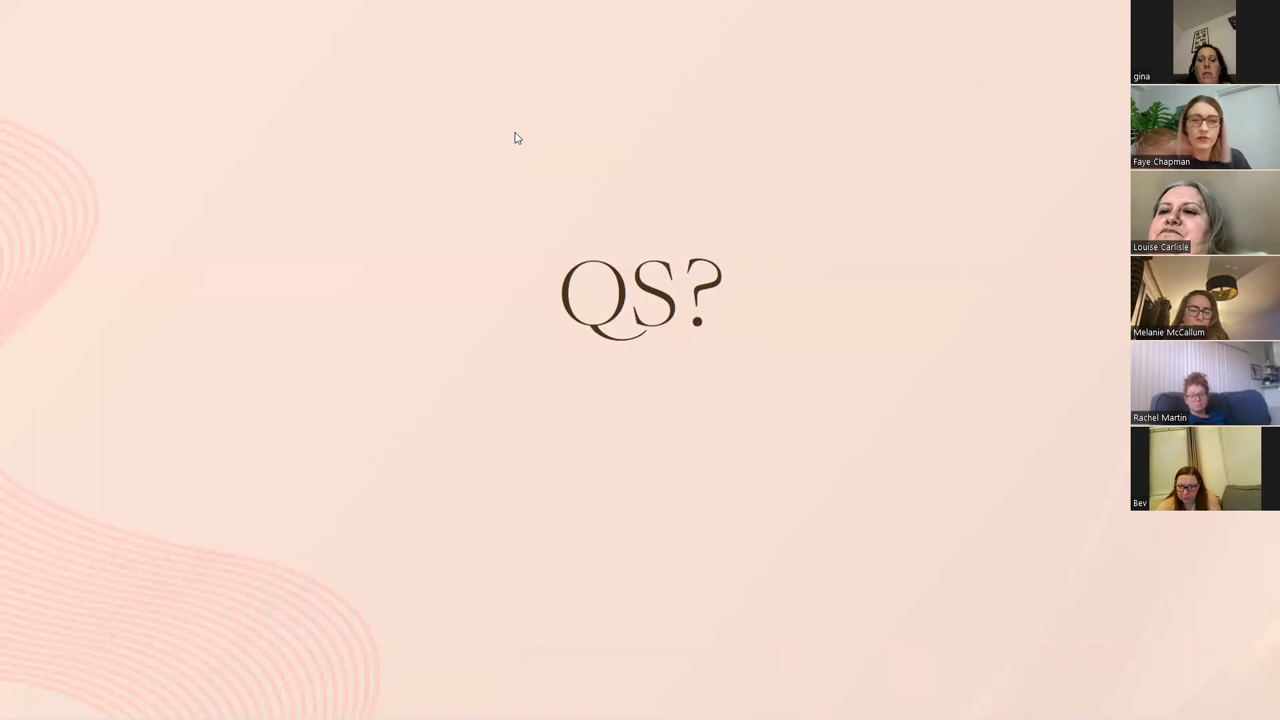 QS?
gina
Faye Chapman
Louise Carlisle
Melanie McCallum
Rachel Martin
Bev